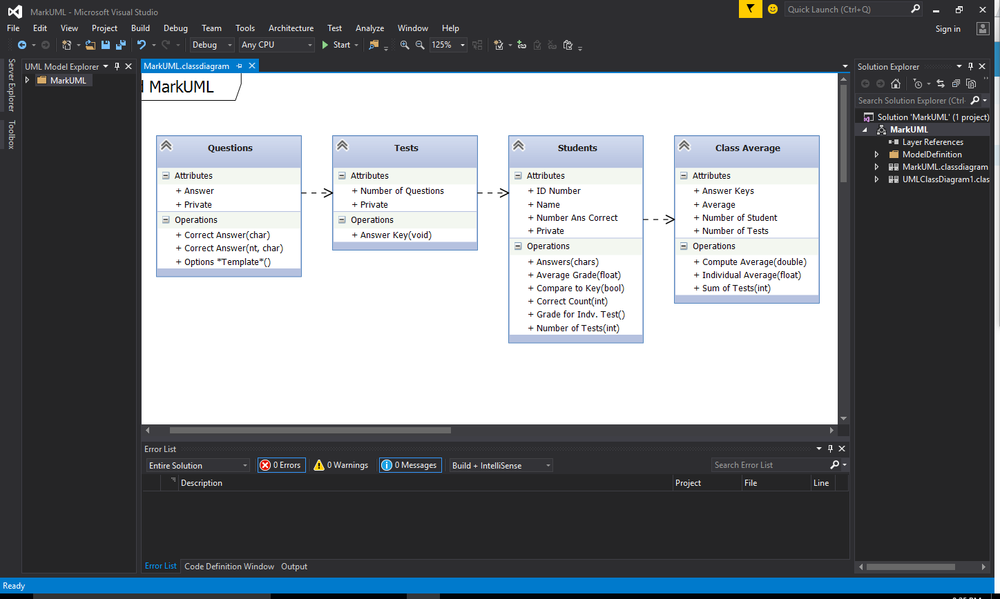 MarkUML - Microsoft Visual Studio
Quick Launch (Ctrl+Q)
File Edit View Project Build Debug Team Tools Architecture Test Analyze Window Help
Sign in
Debug Any CPU Start 125%
Server Explorer
Toolbox
UML Model Explorer
MarkUML
MarkUML.classdiagram
MarkUML
Questions
Attributes
+ Answer
+ Private
Operations
+ Correct Answer(char)
+ Correct Answer(nt, char)
+ Options *Template*()
Tests
Attributes
+ Number of Questions
+ Private
Operations
+ Answer Key(void)
Students
Attributes
+ ID Number
+ Name
+ Number Ans Correct
+ Private
Operations
+ Answers(chars)
+ Average Grade(float)
+ Compare to Key(bool)
+ Correct Count(int)
+ Grade for Indv. Test()
+ Number of Tests(int)
Class Average
Attributes
+ Answer Keys
+ Average
+ Number of Student
+ Number of Tests
Operations
+ Compute Average(double)
+ Individual Average(float)
+ Sum of Tests(int)
Solution Explorer
Search Solution Explorer (Ctrl-
Solution 'MarkUML' (1 project)
MarkUML
Layer References
ModelDefinition
MarkUML.classdiagram
UMLClassDiagram1.clas
Error List
Entire Solution 0 Errors 0 Warnings 0 Messages Build + IntelliSense Search Error List
Description Project File Line
Error List Code Definition Window Output
Ready